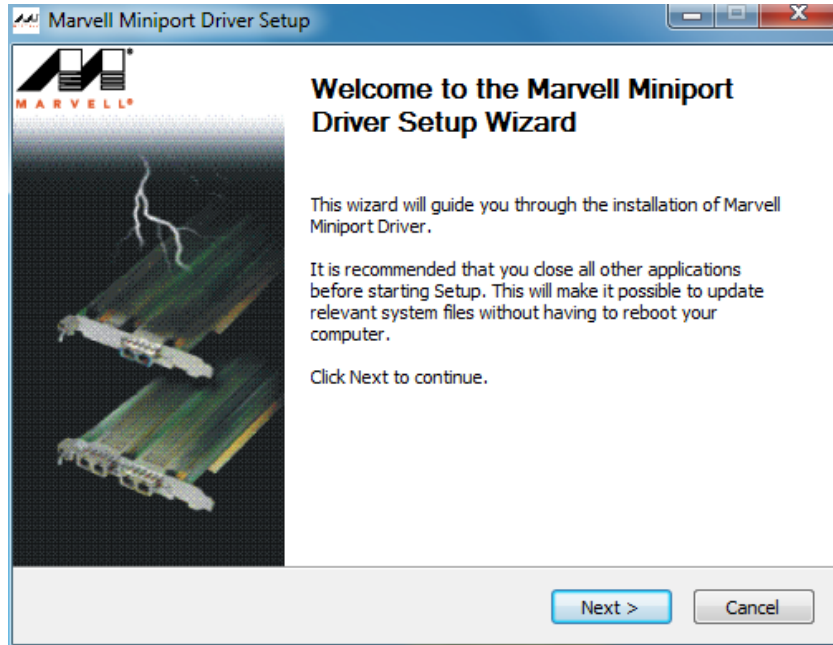 Marvell Miniport Driver Setup
MARVELL®
Welcome to the Marvell Miniport
Driver Setup Wizard
This wizard will guide you through the installation of Marvell
Miniport Driver.
It is recommended that you close all other applications
before starting Setup. This will make it possible to update
relevant system files without having to reboot your
computer.
Click Next to continue.
Next >
Cancel